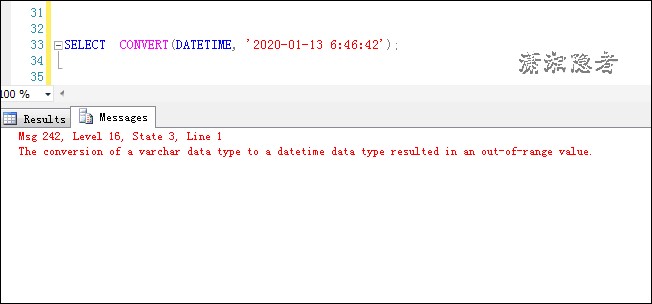 31
32
33 SELECT CONVERT(DATETIME, '2020-01-13 6:46:42');
34
潇湘隐者
35
100 %
Results Messages
Msg 242, Level 16, State 3, Line 1
The conversion of a varchar data type to a datetime data type resulted in an out-of-range value.